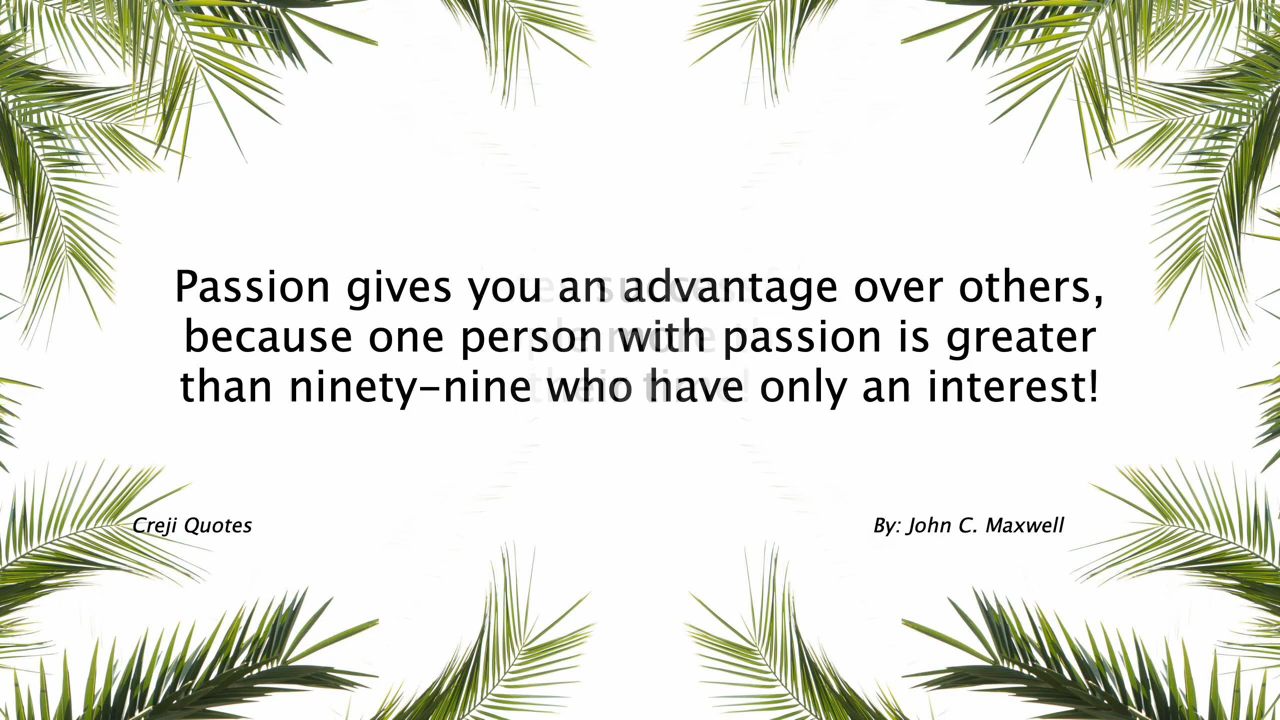 Passion gives you an advantage over others,
because one person with passion is greater
than ninety-nine who have only an interest!
Creji Quotes
By: John C. Maxwell